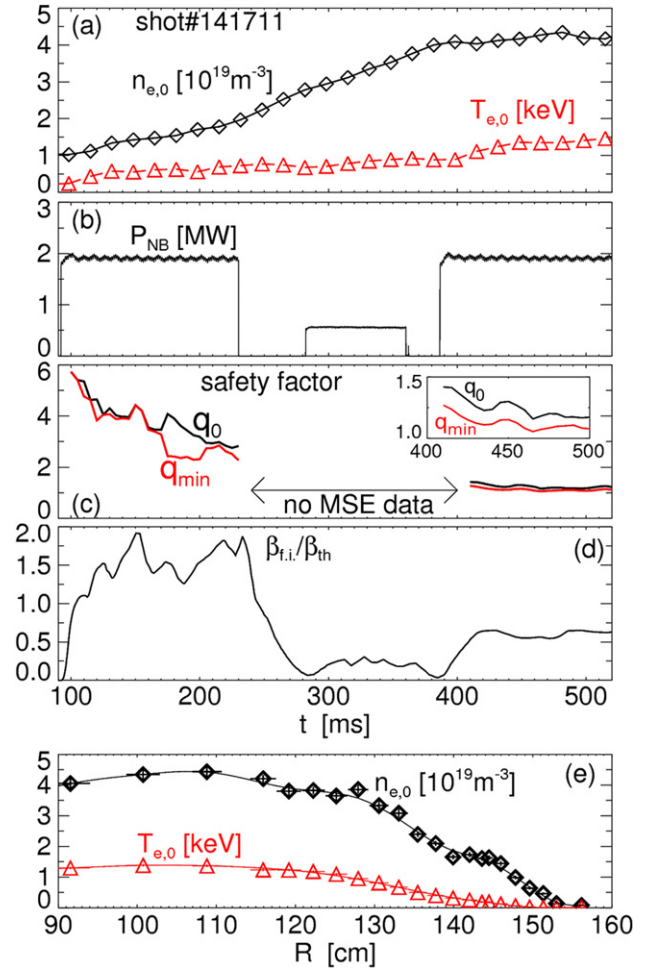 (a) shot#141711
5
4
3
2
1
0
n_e,0 [10^19 m^-3]
T_e,0 [keV]
3
2
1
0
(b)
P_NB [MW]
6
4
2
0
safety factor
q_0
q_min
(c)
no MSE data
1.5
1.0
q_0
q_min
400 450 500
2.0
1.5
1.0
0.5
0.0
β_f.i./β_th
(d)
100 200 300 400 500
t [ms]
5
4
3
2
1
0
(e)
n_e,0 [10^19 m^-3]
T_e,0 [keV]
90 100 110 120 130 140 150 160
R [cm]